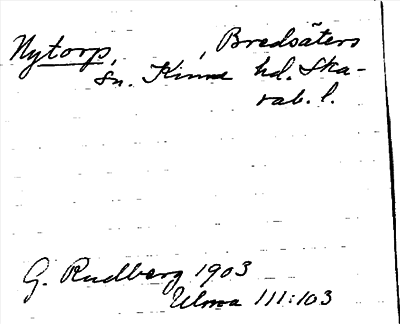 Nytorp, , Bredsäters
sn. Kinne hd. Ska-
rab. l.
G. Rudberg 1903
Ulma 111:103